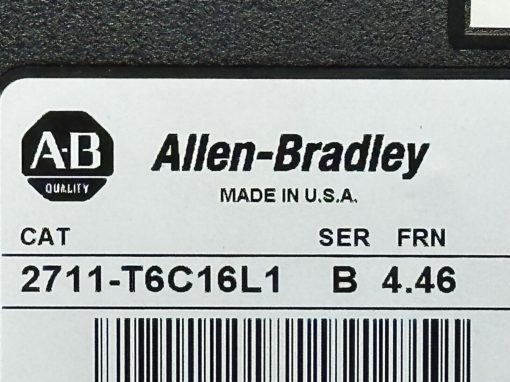 A-B
QUALITY
Allen-Bradley
MADE IN U.S.A.
CAT SER FRN
2711-T6C16L1 B 4.46